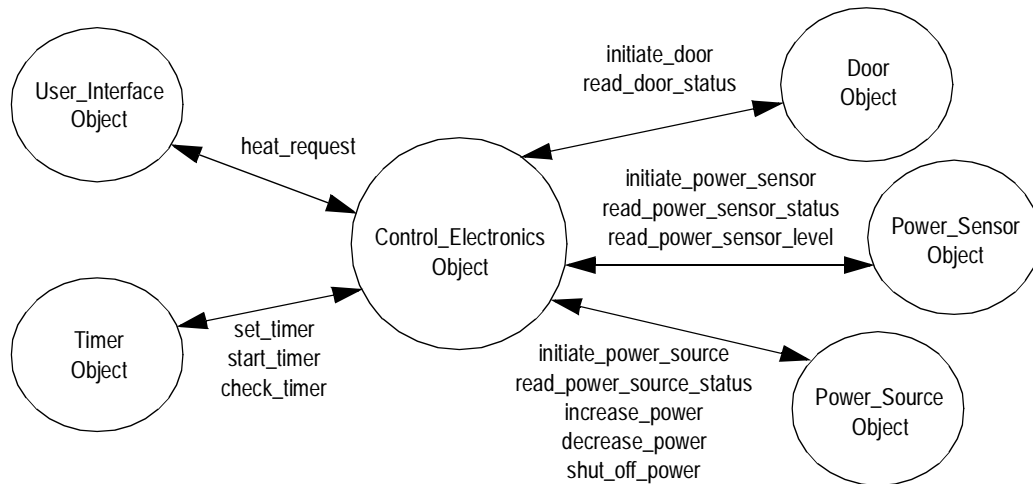 User_Interface
Object
heat_request
initiate_door
read_door_status
Door
Object
Control_Electronics
Object
initiate_power_sensor
read_power_sensor_status
read_power_sensor_level
Power_Sensor
Object
Timer
Object
set_timer
start_timer
check_timer
initiate_power_source
read_power_source_status
increase_power
decrease_power
shut_off_power
Power_Source
Object